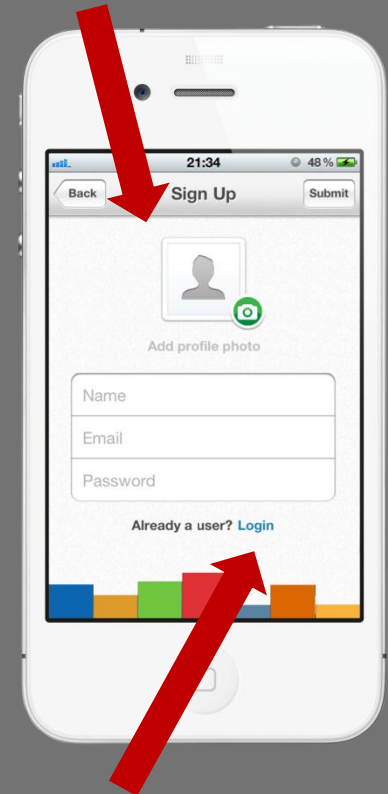 21:34 48%
Back Sign Up Submit
Add profile photo
Name
Email
Password
Already a user? Login